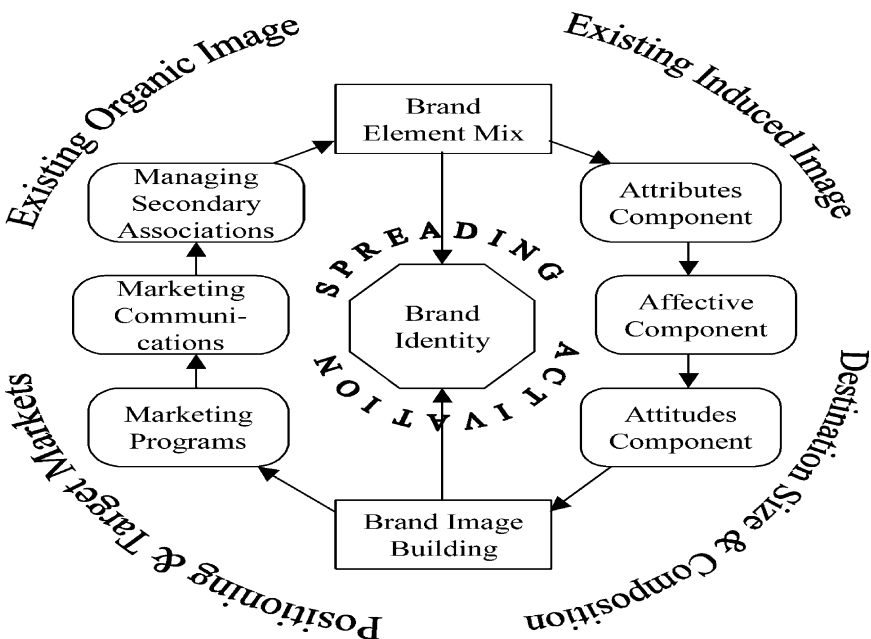 Existing Organic Image
Existing Induced Image
Brand
Element Mix
Managing
Secondary
Associations
Attributes
Component
SPREADING
Marketing
Communi-
cations
Brand
Identity
Affective
Component
ACTIVATION
Marketing
Programs
Attitudes
Component
Brand Image
Building
Positioning & Target Markets
Destination Size & Composition